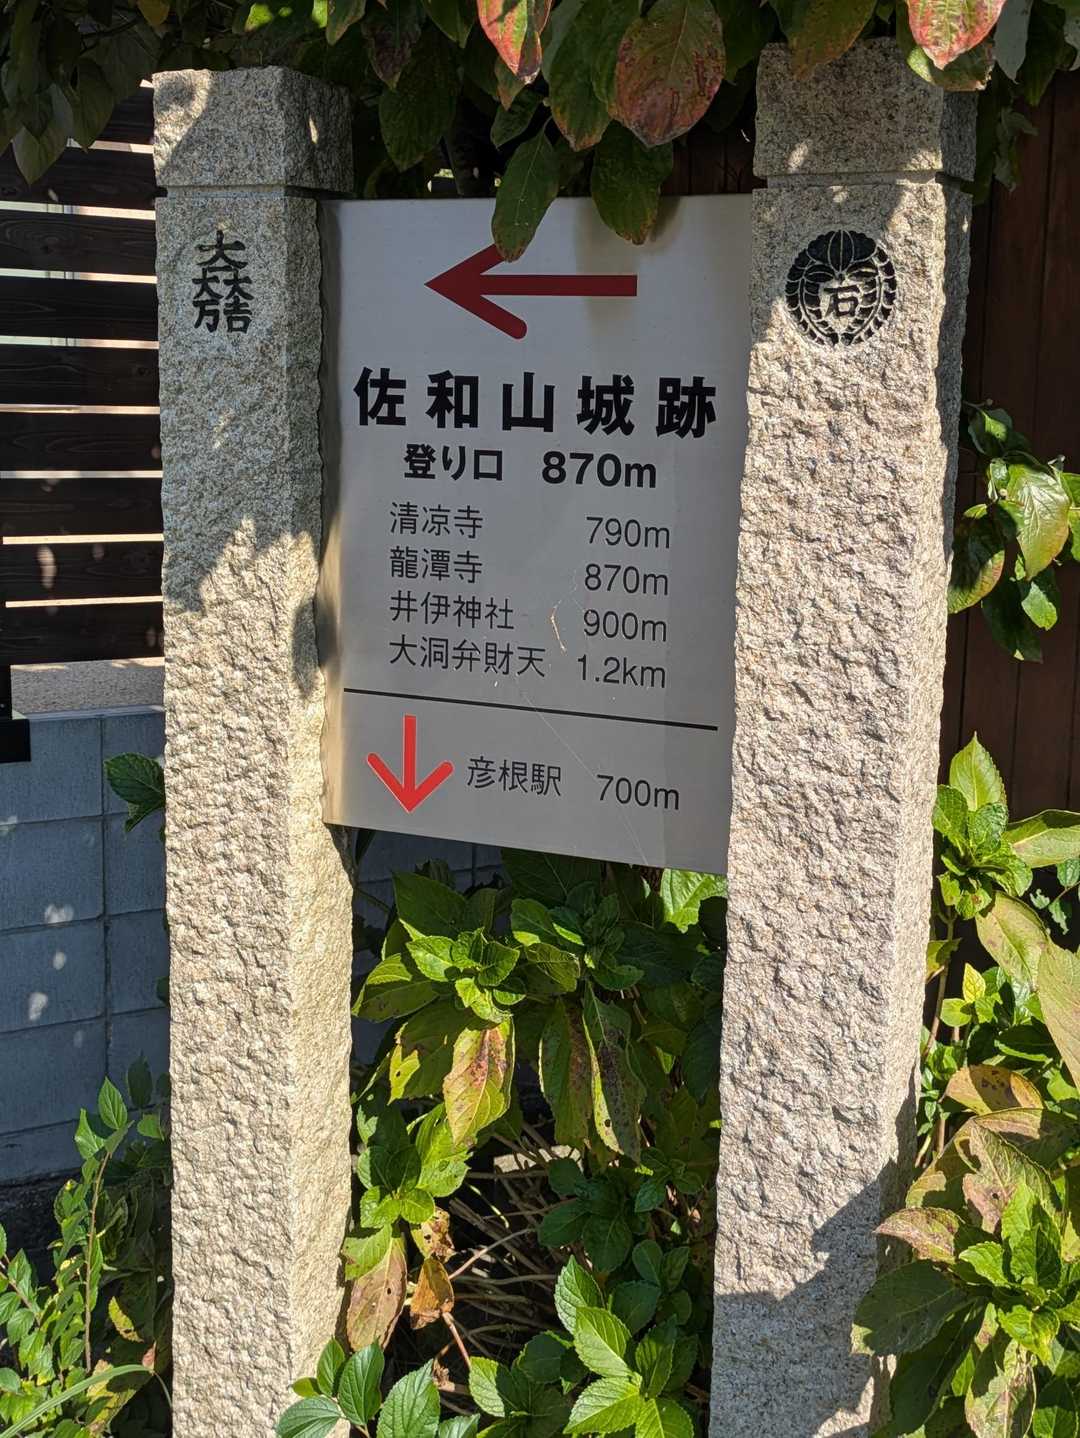 大一大万大吉
石
佐和山城跡
登り口 870m
清凉寺 790m
龍潭寺 870m
井伊神社 900m
大洞弁財天 1.2km
彦根駅 700m